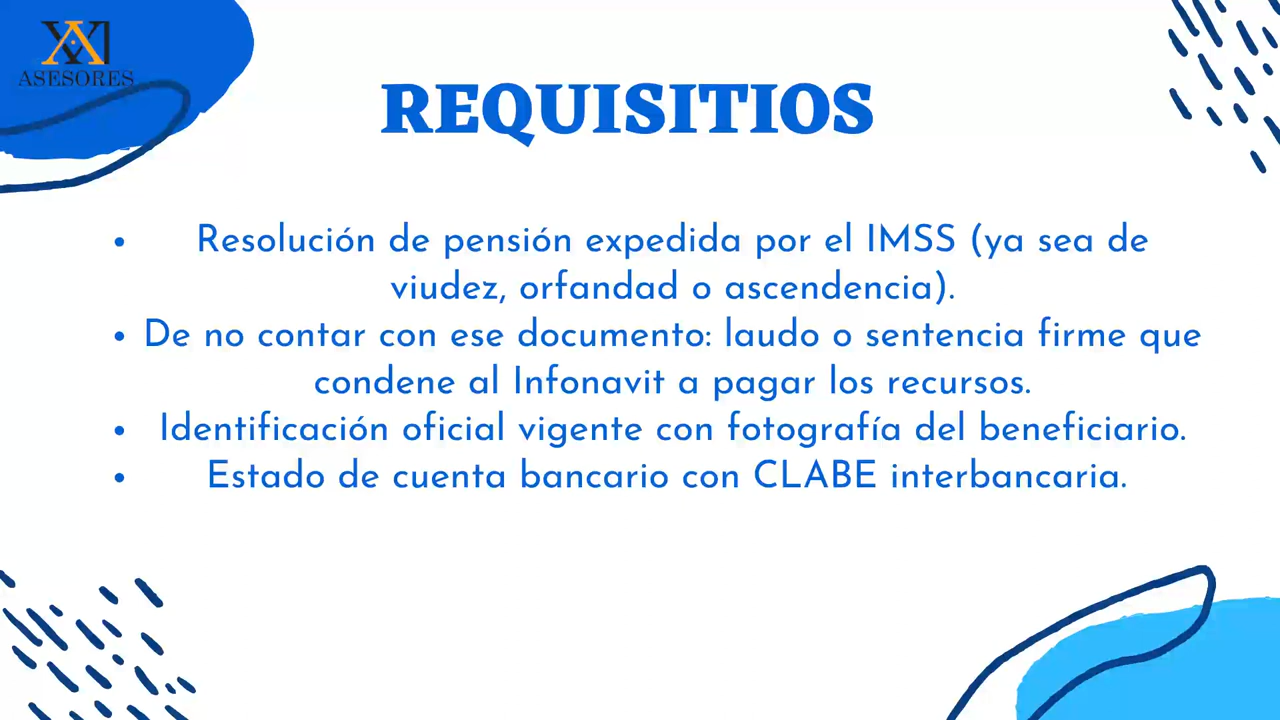 ASESORES
REQUISITIOS
• Resolución de pensión expedida por el IMSS (ya sea de
viudez, orfandad o ascendencia).
• De no contar con ese documento: laudo o sentencia firme que
condene al Infonavit a pagar los recursos.
• Identificación oficial vigente con fotografía del beneficiario.
• Estado de cuenta bancario con CLABE interbancaria.